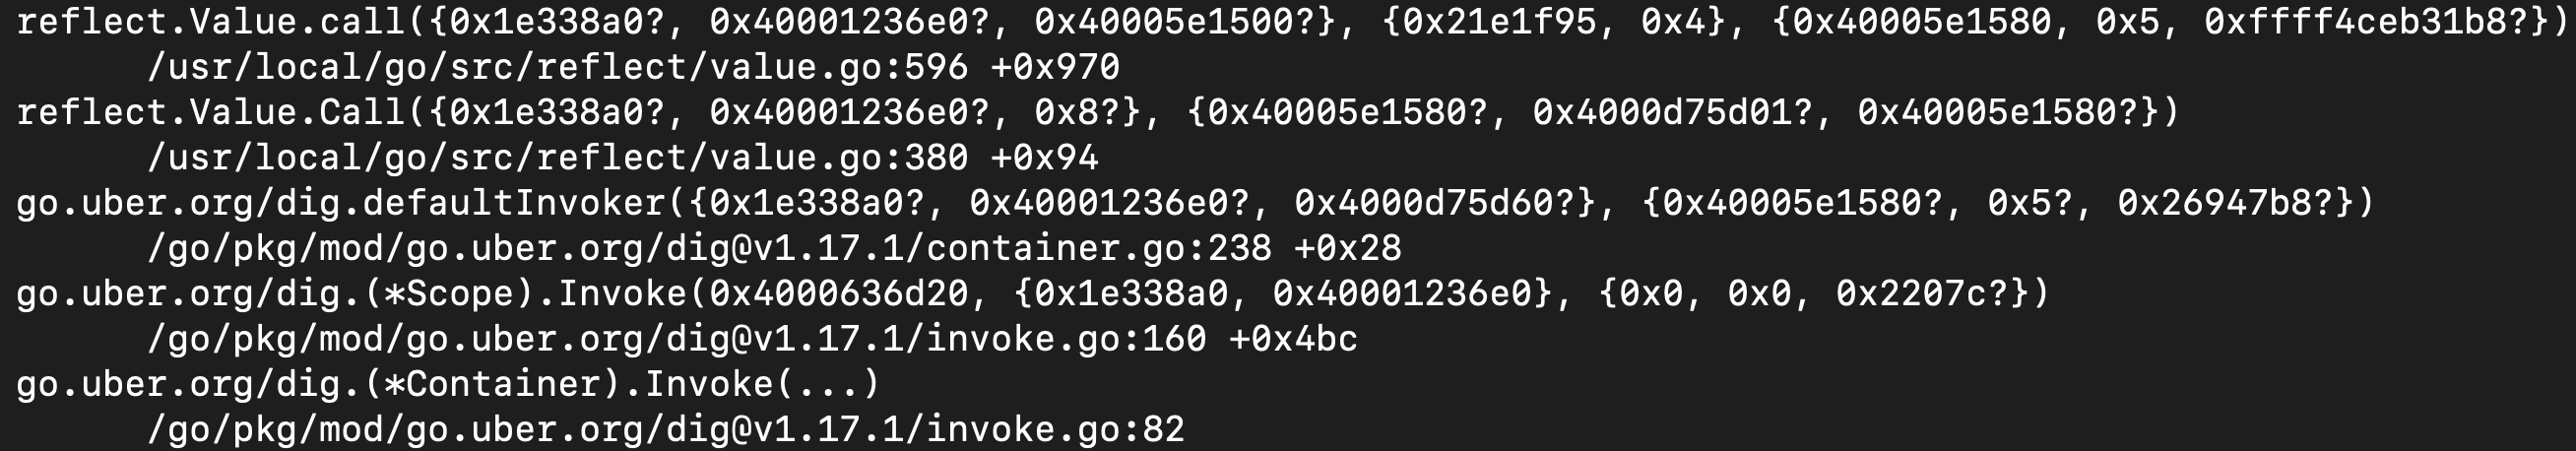 reflect.Value.call({0x1e338a0?, 0x40001236e0?, 0x40005e1500?}, {0x21e1f95, 0x4}, {0x40005e1580, 0x5, 0xffff4ceb31b8?})
/usr/local/go/src/reflect/value.go:596 +0x970
reflect.Value.Call({0x1e338a0?, 0x40001236e0?, 0x8?}, {0x40005e1580?, 0x4000d75d01?, 0x40005e1580?})
/usr/local/go/src/reflect/value.go:380 +0x94
go.uber.org/dig.defaultInvoker({0x1e338a0?, 0x40001236e0?, 0x4000d75d60?}, {0x40005e1580?, 0x5?, 0x26947b8?})
/go/pkg/mod/go.uber.org/dig@v1.17.1/container.go:238 +0x28
go.uber.org/dig.(*Scope).Invoke(0x4000636d20, {0x1e338a0, 0x40001236e0}, {0x0, 0x0, 0x2207c?})
/go/pkg/mod/go.uber.org/dig@v1.17.1/invoke.go:160 +0x4bc
go.uber.org/dig.(*Container).Invoke(...)
/go/pkg/mod/go.uber.org/dig@v1.17.1/invoke.go:82